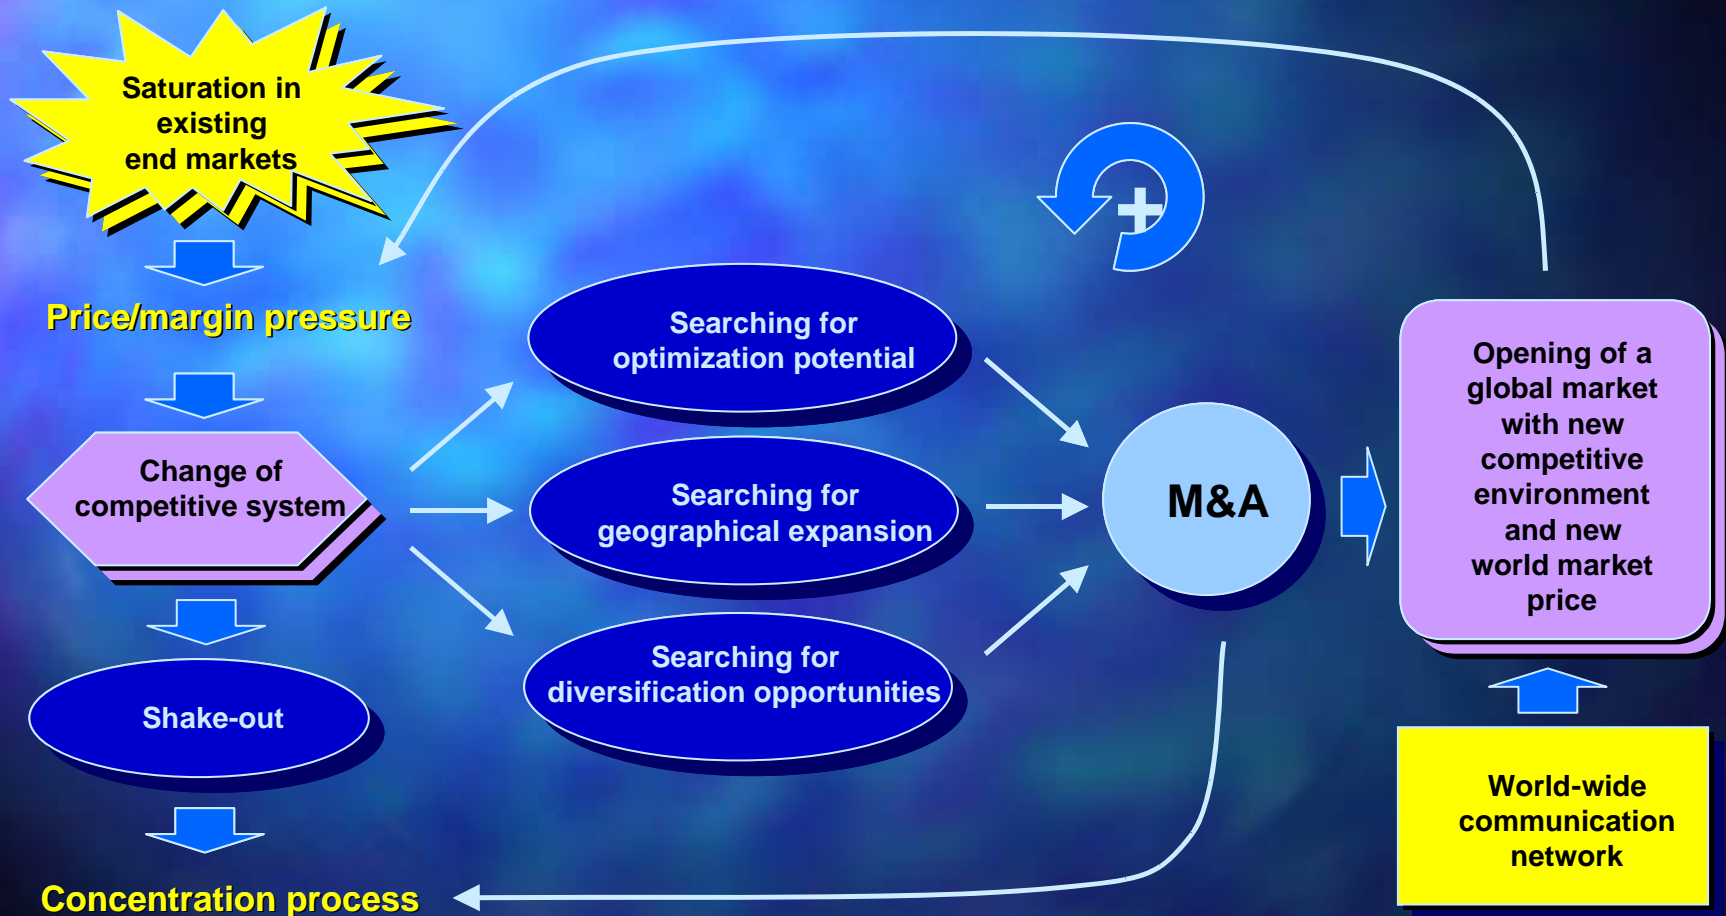 Saturation in
existing
end markets
Price/margin pressure
Change of
competitive system
Shake-out
Concentration process
Searching for
optimization potential
Searching for
geographical expansion
Searching for
diversification opportunities
+
M&A
Opening of a
global market
with new
competitive
environment
and new
world market
price
World-wide
communication
network